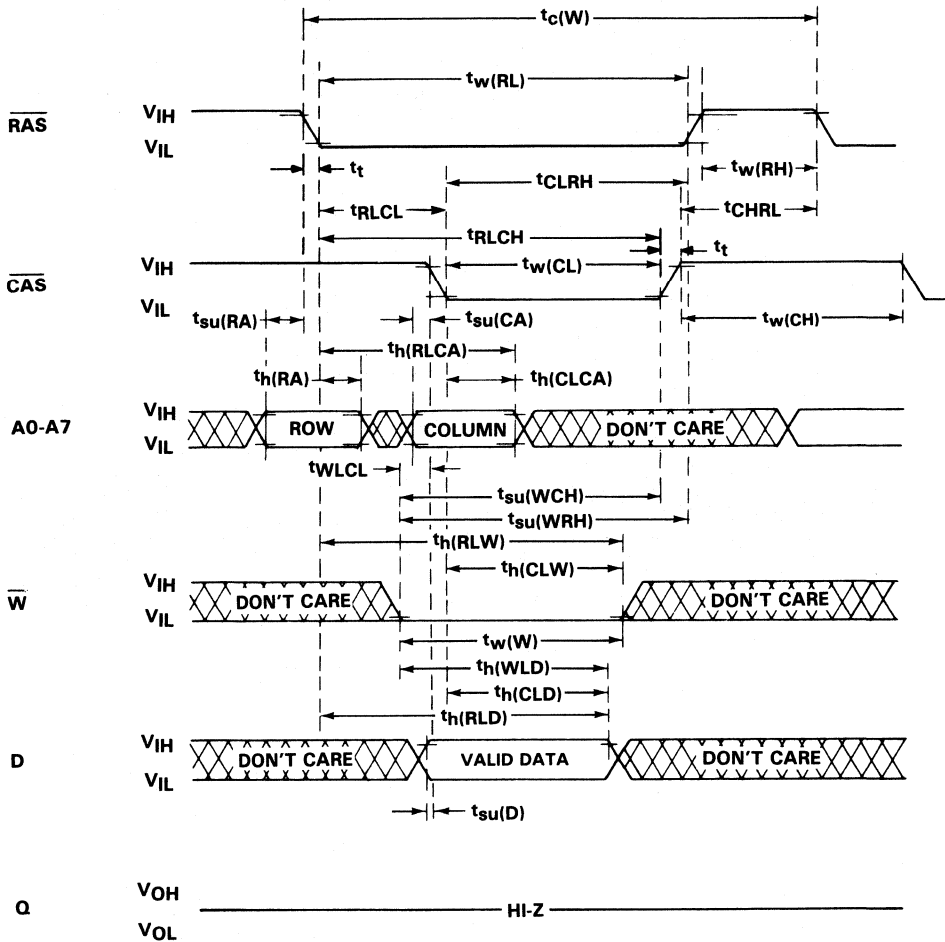 tc(W)
tw(RL)
RAS
VIH
VIL
tt
tw(RH)
tCLRH
tRLCL
tCHRL
tRLCH
tt
CAS
VIH
VIL
tw(CL)
tsu(RA)
tsu(CA)
tw(CH)
th(RLCA)
th(RA)
th(CLCA)
A0-A7
VIH
VIL
ROW
COLUMN
DON'T CARE
tWLCL
tsu(WCH)
tsu(WRH)
th(RLW)
th(CLW)
W
VIH
VIL
DON'T CARE
DON'T CARE
tw(W)
th(WLD)
th(CLD)
th(RLD)
D
VIH
VIL
DON'T CARE
VALID DATA
DON'T CARE
tsu(D)
Q
VOH
VOL
HI-Z